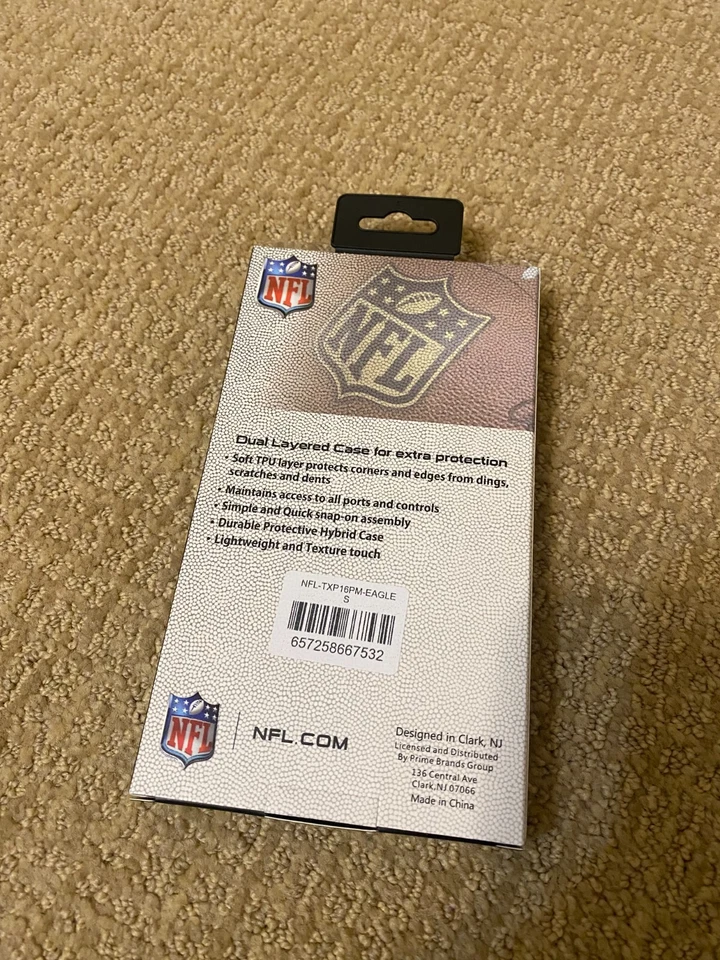 NFL
NFL
Dual Layered Case for extra protection
• Soft TPU layer protects corners and edges from dings,
scratches and dents
• Maintains access to all ports and controls
• Simple and Quick snap-on assembly
• Durable Protective Hybrid Case
• Lightweight and Texture touch
NFL-TXP16PM-EAGLE
S
657258667532
NFL
NFL.COM
Designed in Clark, NJ
Licensed and Distributed
By Prime Brands Group
136 Central Ave
Clark,NJ 07066
Made in China